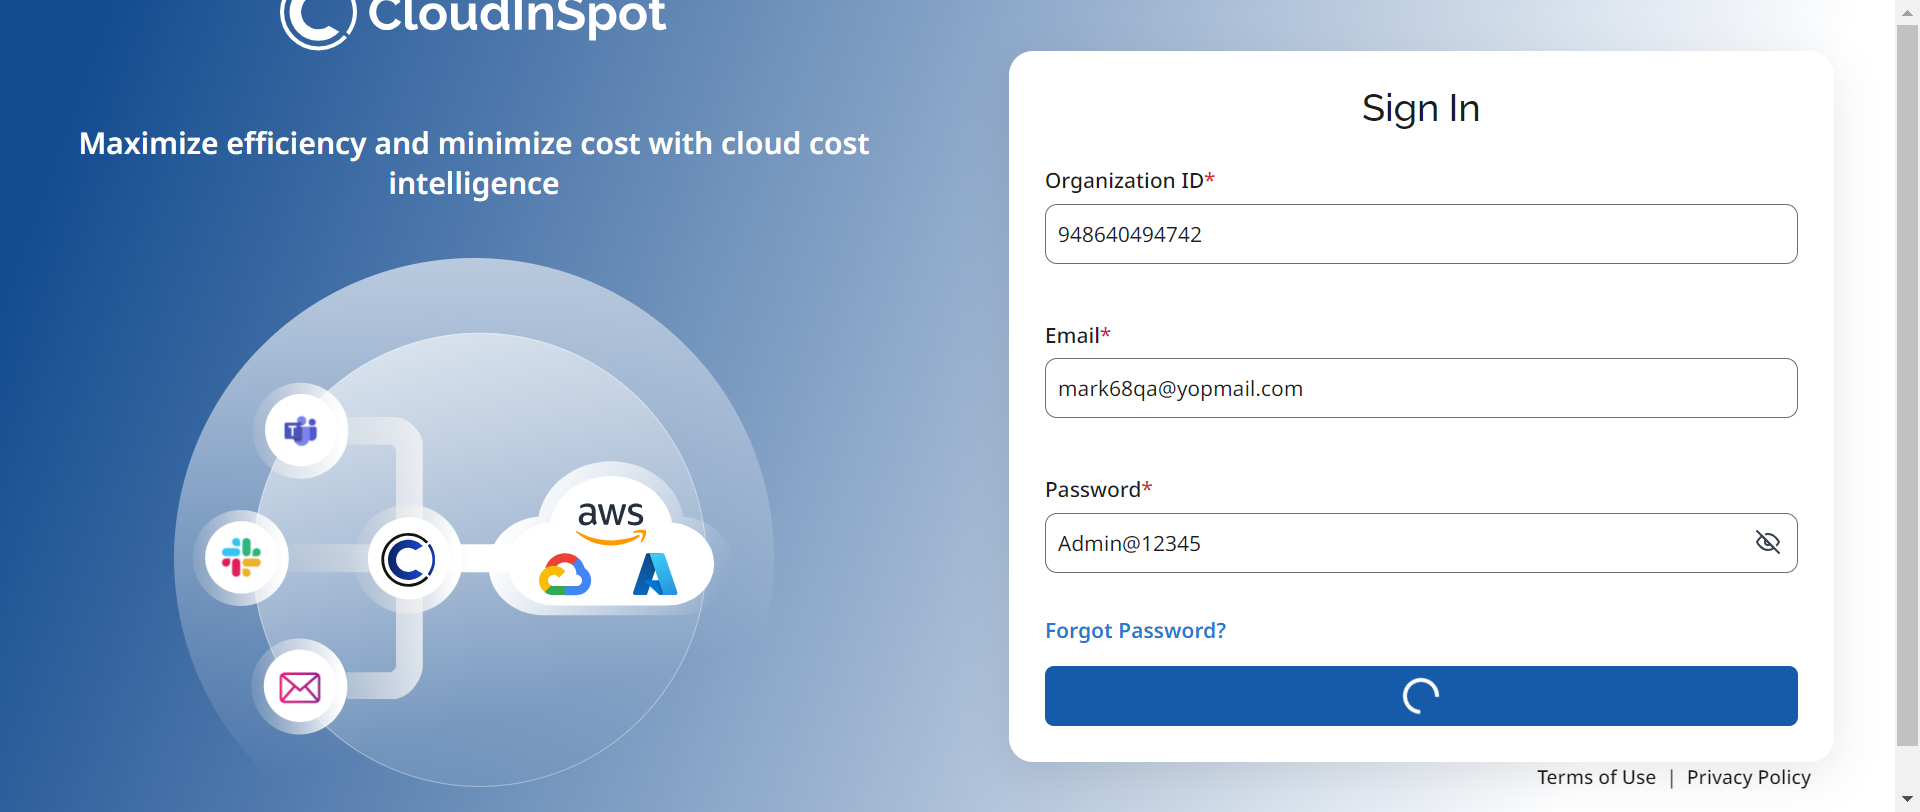 CloudInSpot
Maximize efficiency and minimize cost with cloud cost
intelligence
T
aws
Sign In
Organization ID*
948640494742
Email*
mark68qa@yopmail.com
Password*
Admin@12345
Forgot Password?
Terms of Use | Privacy Policy